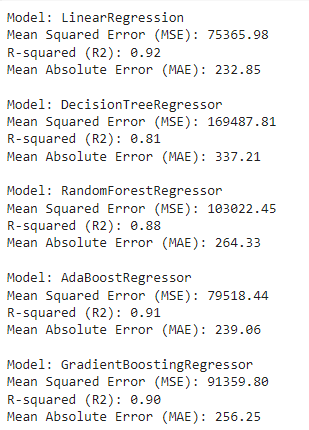 Model: LinearRegression
Mean Squared Error (MSE): 75365.98
R-squared (R2): 0.92
Mean Absolute Error (MAE): 232.85
Model: DecisionTreeRegressor
Mean Squared Error (MSE): 169487.81
R-squared (R2): 0.81
Mean Absolute Error (MAE): 337.21
Model: RandomForestRegressor
Mean Squared Error (MSE): 103022.45
R-squared (R2): 0.88
Mean Absolute Error (MAE): 264.33
Model: AdaBoostRegressor
Mean Squared Error (MSE): 79518.44
R-squared (R2): 0.91
Mean Absolute Error (MAE): 239.06
Model: GradientBoostingRegressor
Mean Squared Error (MSE): 91359.80
R-squared (R2): 0.90
Mean Absolute Error (MAE): 256.25